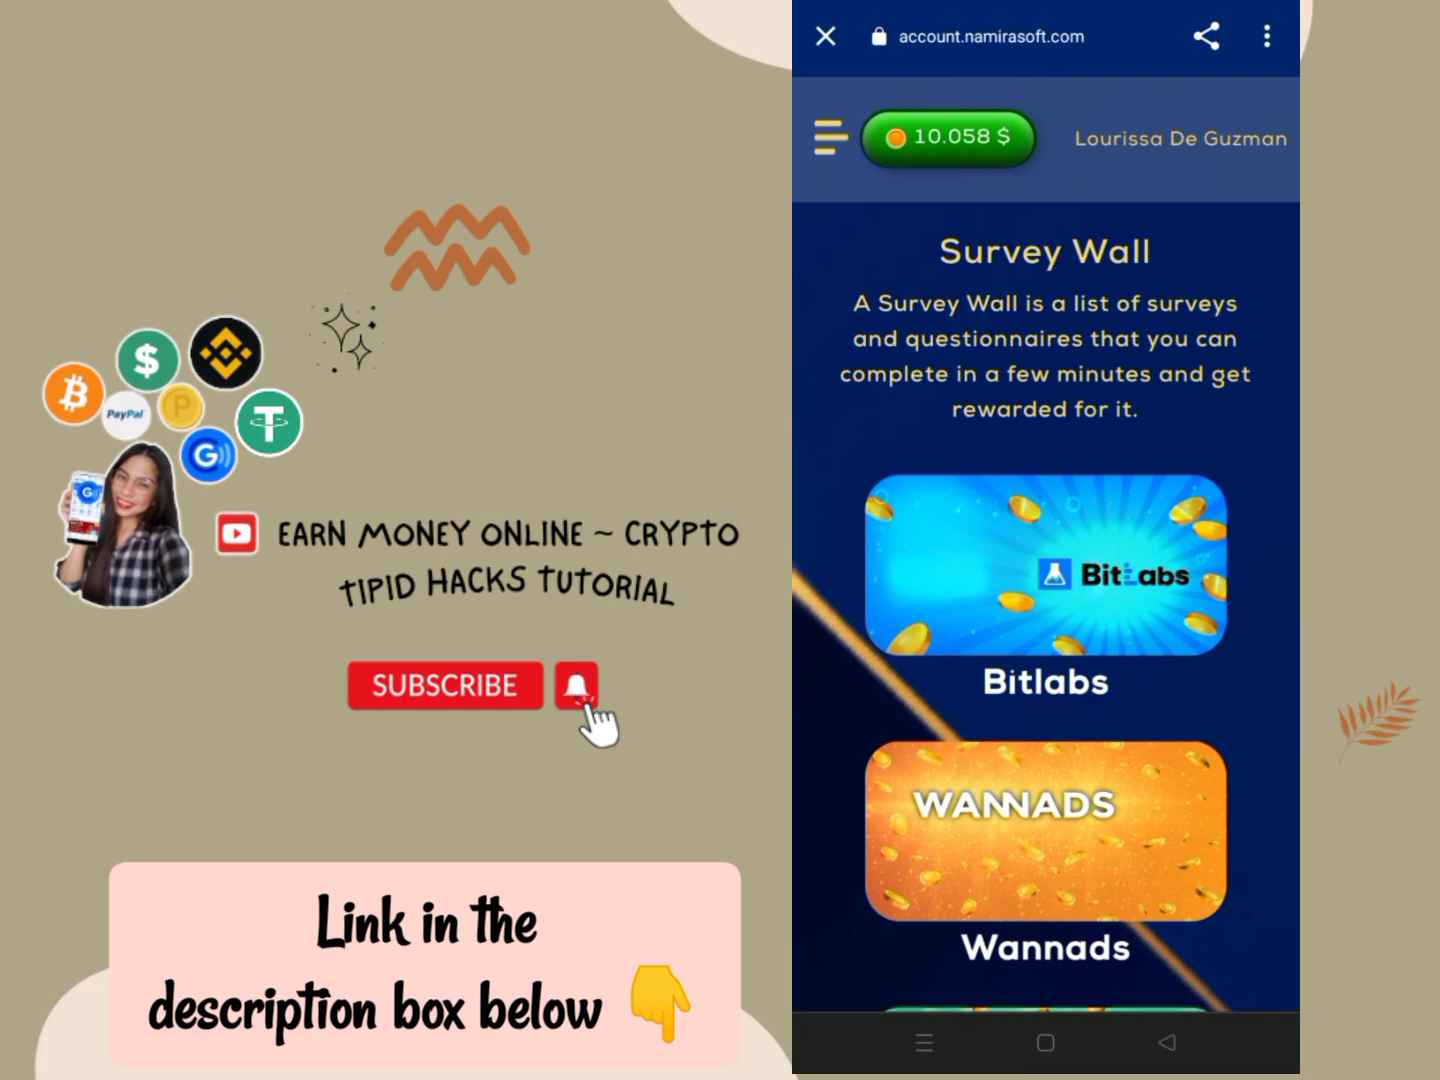 PayPal
P
G
G
EARN MONEY ONLINE ~ CRYPTO
TIPID HACKS TUTORIAL
SUBSCRIBE
Link in the
description box below
account.namirasoft.com
10.058 $
Lourissa De Guzman
Survey Wall
A Survey Wall is a list of surveys
and questionnaires that you can
complete in a few minutes and get
rewarded for it.
BitLabs
Bitlabs
WANNADS
Wannads